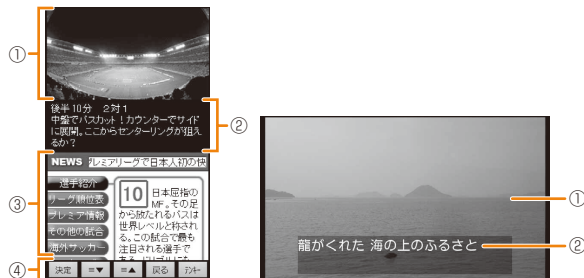 ①
後半10分 2対1
中盤でパスカット！カウンターでサイド
に展開。ここからセンターリングが狙え
るか？
②
NEWS プレミアリーグで日本人初の快
選手紹介
リーグ順位表
プレミア情報
その他の試合
海外サッカー
10 日本屈指の
MF。その足
から放たれるパスは
世界レベルと称され
る。この試合で最も
注目される選手で
③
④
決定 ≡▼ ≡▲ 戻る ﾃﾝｷｰ
①
龍がくれた 海の上のふるさと
②